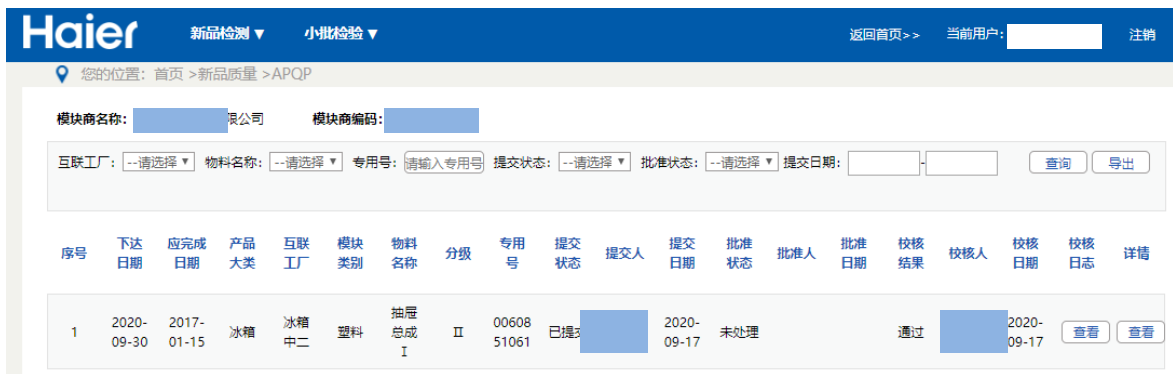 Haier 新品检测▼ 小批检验▼ 返回首页>> 当前用户: 注销
您的位置: 首页 >新品质量 >APQP
模块商名称: 限公司 模块商编码:
互联工厂: --请选择▼ 物料名称: --请选择▼ 专用号: 请输入专用号 提交状态: --请选择▼ 批准状态: --请选择▼ 提交日期: - 查询 导出
序号 下达日期 应完成日期 产品大类 互联工厂 模块类别 物料名称 分级 专用号 提交状态 提交人 提交日期 批准状态 批准人 批准日期 校核结果 校核人 校核日期 校核日志 详情
1 2020-09-30 2017-01-15 冰箱 冰箱中二 塑料 抽屉总成I II 0060851061 已提交 2020-09-17 未处理 通过 2020-09-17 查看 查看